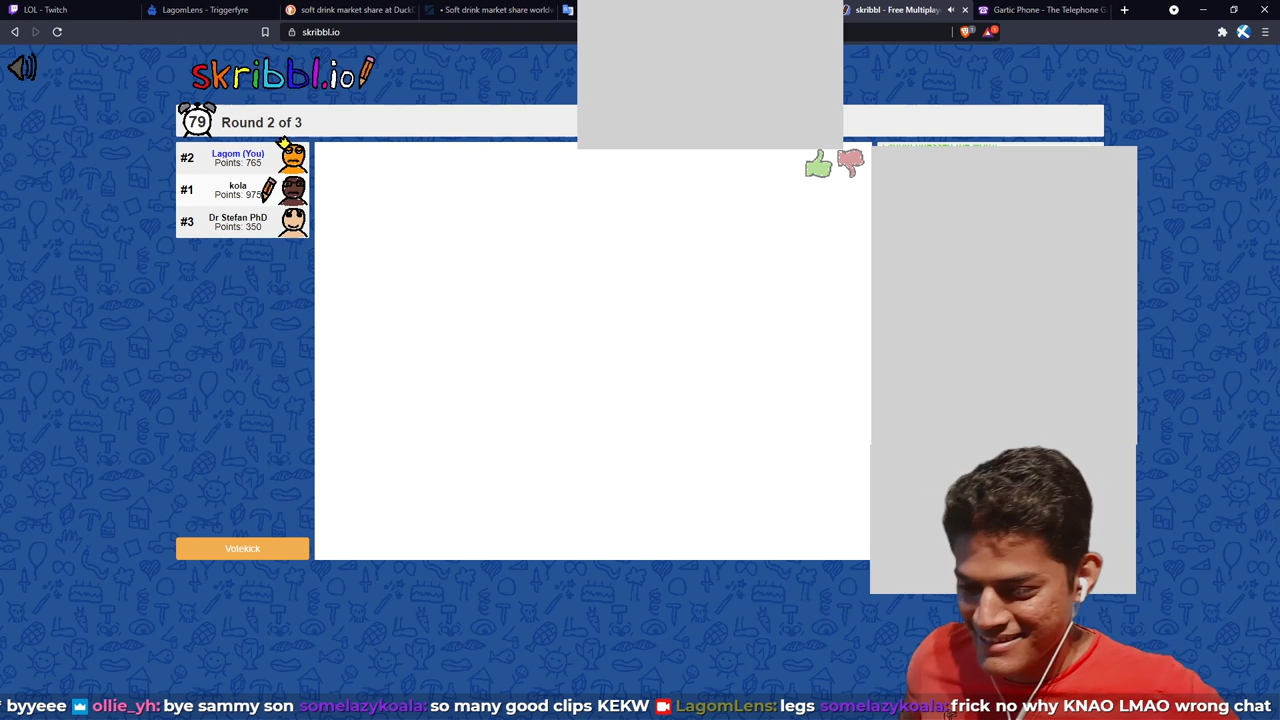 LOL - Twitch
LagomLens - Triggerfyre
soft drink market share at Duck
• Soft drink market share worldw
skribbl - Free Multiplaye
Gartic Phone - The Telephone G
skribbl.io
skribbl.io
79
Round 2 of 3
#2
Lagom (You)
Points: 765
#1
kola
Points: 975
#3
Dr Stefan PhD
Points: 350
Votekick
byyeee ollie_yh: bye sammy son somelazykoala: so many good clips KEKW LagomLens: legs somelazykoala: frick no why KNAO LMAO wrong chat